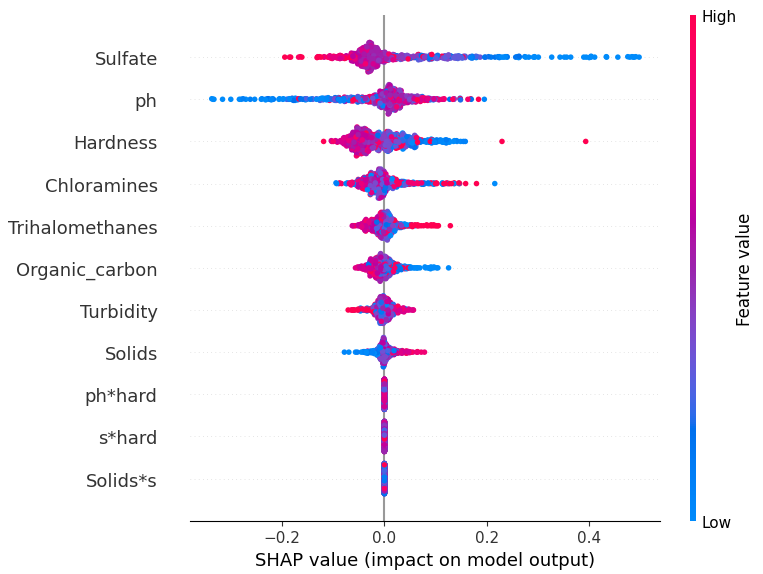 High
Sulfate
ph
Hardness
Chloramines
Trihalomethanes
Organic_carbon
Turbidity
Solids
ph*hard
s*hard
Solids*s
Feature value
Low
−0.2 0.0 0.2 0.4
SHAP value (impact on model output)